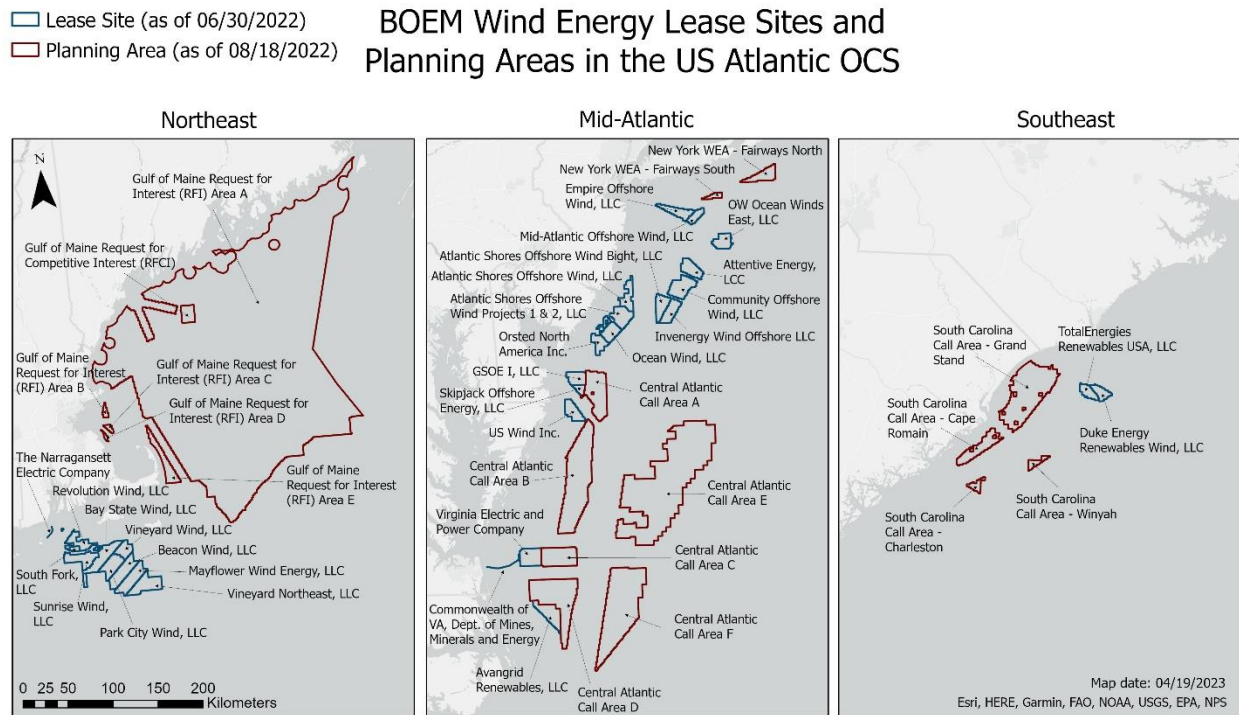 Lease Site (as of 06/30/2022)
Planning Area (as of 08/18/2022)
BOEM Wind Energy Lease Sites and
Planning Areas in the US Atlantic OCS
Northeast
N
Gulf of Maine Request for
Interest (RFI) Area A
Gulf of Maine Request for
Competitive Interest (RFCI)
Gulf of Maine
Request for Interest
(RFI) Area B
Gulf of Maine Request for
Interest (RFI) Area C
Gulf of Maine Request for
Interest (RFI) Area D
Gulf of Maine
Request for Interest
(RFI) Area E
The Narragansett
Electric Company
Revolution Wind, LLC
Bay State Wind, LLC
Vineyard Wind, LLC
Beacon Wind, LLC
Mayflower Wind Energy, LLC
Vineyard Northeast, LLC
South Fork,
LLC
Sunrise Wind,
LLC
Park City Wind, LLC
0 25 50 100 150 200
Kilometers
Mid-Atlantic
New York WEA - Fairways North
New York WEA - Fairways South
Empire Offshore
Wind, LLC
OW Ocean Winds
East, LLC
Mid-Atlantic Offshore Wind, LLC
Atlantic Shores Offshore Wind Bight, LLC
Atlantic Shores Offshore Wind, LLC
Attentive Energy,
LCC
Atlantic Shores Offshore
Wind Projects 1 & 2, LLC
Community Offshore
Wind, LLC
Orsted North
America Inc.
Invenergy Wind Offshore LLC
Ocean Wind, LLC
GSOE I, LLC
Skipjack Offshore
Energy, LLC
Central Atlantic
Call Area A
US Wind Inc.
Central Atlantic
Call Area B
Central Atlantic
Call Area E
Virginia Electric and
Power Company
Central Atlantic
Call Area C
Commonwealth of
VA, Dept. of Mines,
Minerals and Energy
Central Atlantic
Call Area F
Avangrid
Renewables, LLC
Central Atlantic
Call Area D
Southeast
South Carolina
Call Area - Grand
Stand
TotalEnergies
Renewables USA, LLC
South Carolina
Call Area - Cape
Romain
Duke Energy
Renewables Wind, LLC
South Carolina
Call Area - Winyah
South Carolina
Call Area -
Charleston
Map date: 04/19/2023
Esri, HERE, Garmin, FAO, NOAA, USGS, EPA, NPS